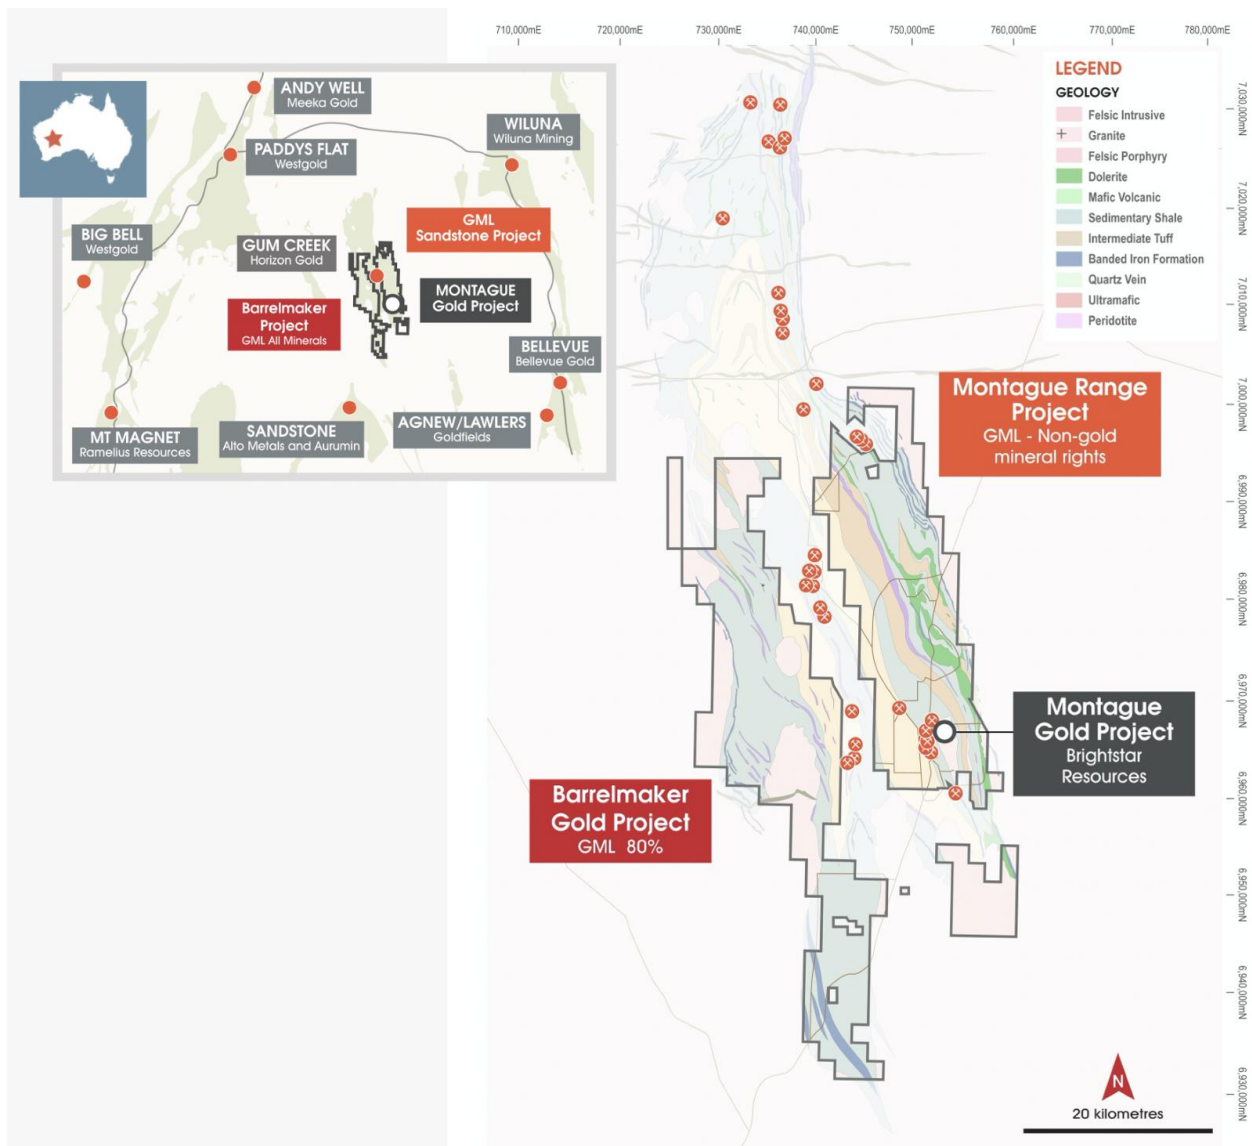 710,000mE
720,000mE
730,000mE
740,000mE
750,000mE
760,000mE
770,000mE
780,000mE
LEGEND
GEOLOGY
Felsic Intrusive
Granite
Felsic Porphyry
Dolerite
Mafic Volcanic
Sedimentary Shale
Intermediate Tuff
Banded Iron Formation
Quartz Vein
Ultramafic
Peridotite
7,030,000mN
7,020,000mN
7,010,000mN
7,000,000mN
6,990,000mN
6,980,000mN
6,970,000mN
6,960,000mN
6,950,000mN
6,940,000mN
6,930,000mN
ANDY WELL
Meeka Gold
PADDYS FLAT
Westgold
WILUNA
Wiluna Mining
BIG BELL
Westgold
GML
Sandstone Project
GUM CREEK
Horizon Gold
MONTAGUE
Gold Project
Barrelmaker
Project
GML All Minerals
BELLEVUE
Bellevue Gold
MT MAGNET
Ramelius Resources
SANDSTONE
Alto Metals and Aurumin
AGNEW/LAWLERS
Goldfields
Montague Range
Project
GML - Non-gold
mineral rights
Montague
Gold Project
Brightstar
Resources
Barrelmaker
Gold Project
GML 80%
N
20 kilometres